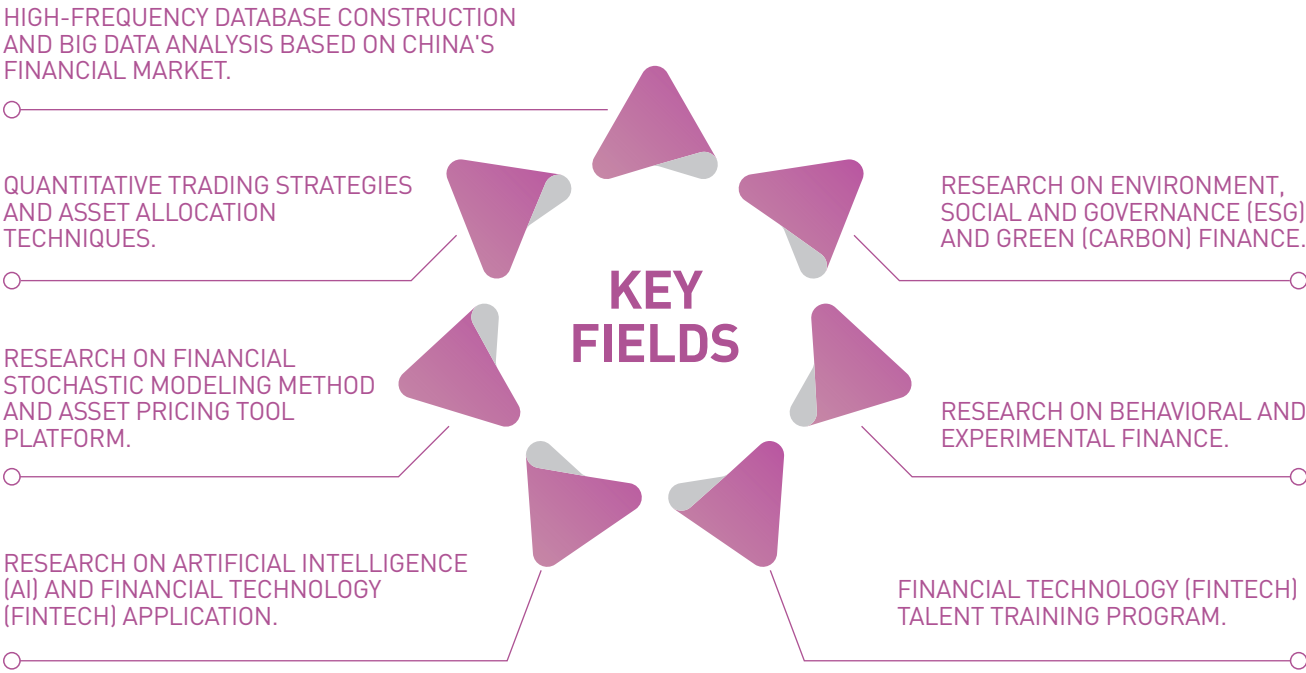 HIGH-FREQUENCY DATABASE CONSTRUCTION
AND BIG DATA ANALYSIS BASED ON CHINA'S
FINANCIAL MARKET.
QUANTITATIVE TRADING STRATEGIES
AND ASSET ALLOCATION
TECHNIQUES.
RESEARCH ON FINANCIAL
STOCHASTIC MODELING METHOD
AND ASSET PRICING TOOL
PLATFORM.
RESEARCH ON ARTIFICIAL INTELLIGENCE
(AI) AND FINANCIAL TECHNOLOGY
(FINTECH) APPLICATION.
KEY
FIELDS
RESEARCH ON ENVIRONMENT,
SOCIAL AND GOVERNANCE (ESG)
AND GREEN (CARBON) FINANCE.
RESEARCH ON BEHAVIORAL AND
EXPERIMENTAL FINANCE.
FINANCIAL TECHNOLOGY (FINTECH)
TALENT TRAINING PROGRAM.